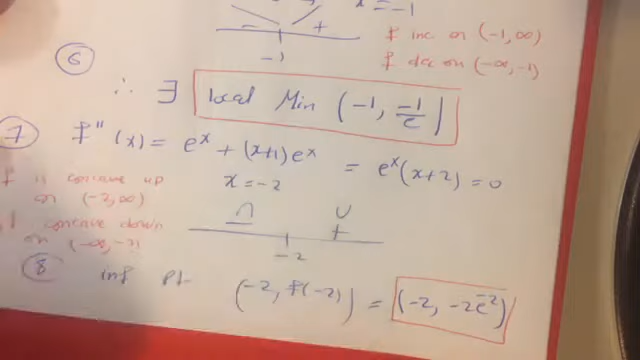 x = -1
- +
-1
f inc on (-1, ∞)
f dec on (-∞, -1)
6
∴ ∃ local Min (-1, -1/e)
7 f''(x) = e^x + (x+1)e^x = e^x(x+2) = 0
x = -2
f is concave up
on (-2, ∞)
f concave down
on (-∞, -2)
∩ ∪
- +
-2
8 inf pt (-2, f(-2)) = (-2, -2e^-2)